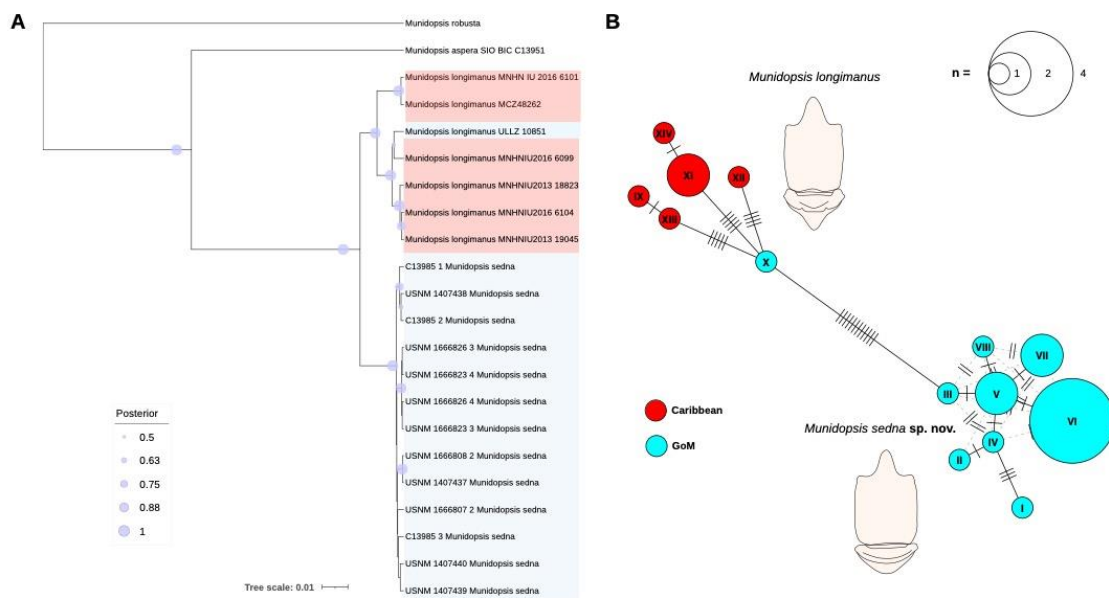 A
Munidopsis robusta
Munidopsis aspera SIO BIC C13951
Munidopsis longimanus MNHN IU 2016 6101
Munidopsis longimanus MCZ48262
Munidopsis longimanus ULLZ 10851
Munidopsis longimanus MNHNIU2016 6099
Munidopsis longimanus MNHNIU2013 18823
Munidopsis longimanus MNHNIU2016 6104
Munidopsis longimanus MNHNIU2013 19045
C13985 1 Munidopsis sedna
USNM 1407438 Munidopsis sedna
C13985 2 Munidopsis sedna
USNM 1666826 3 Munidopsis sedna
USNM 1666823 4 Munidopsis sedna
USNM 1666826 4 Munidopsis sedna
USNM 1666823 3 Munidopsis sedna
USNM 1666808 2 Munidopsis sedna
USNM 1407437 Munidopsis sedna
USNM 1666807 2 Munidopsis sedna
C13985 3 Munidopsis sedna
USNM 1407440 Munidopsis sedna
USNM 1407439 Munidopsis sedna
Posterior
0.5
0.63
0.75
0.88
1
Tree scale: 0.01
B
n = 1 2 4
Munidopsis longimanus
XIV
XI
XII
IX
XIII
X
VIII
VII
III
V
VI
IV
II
I
Caribbean
GoM
Munidopsis sedna sp. nov.